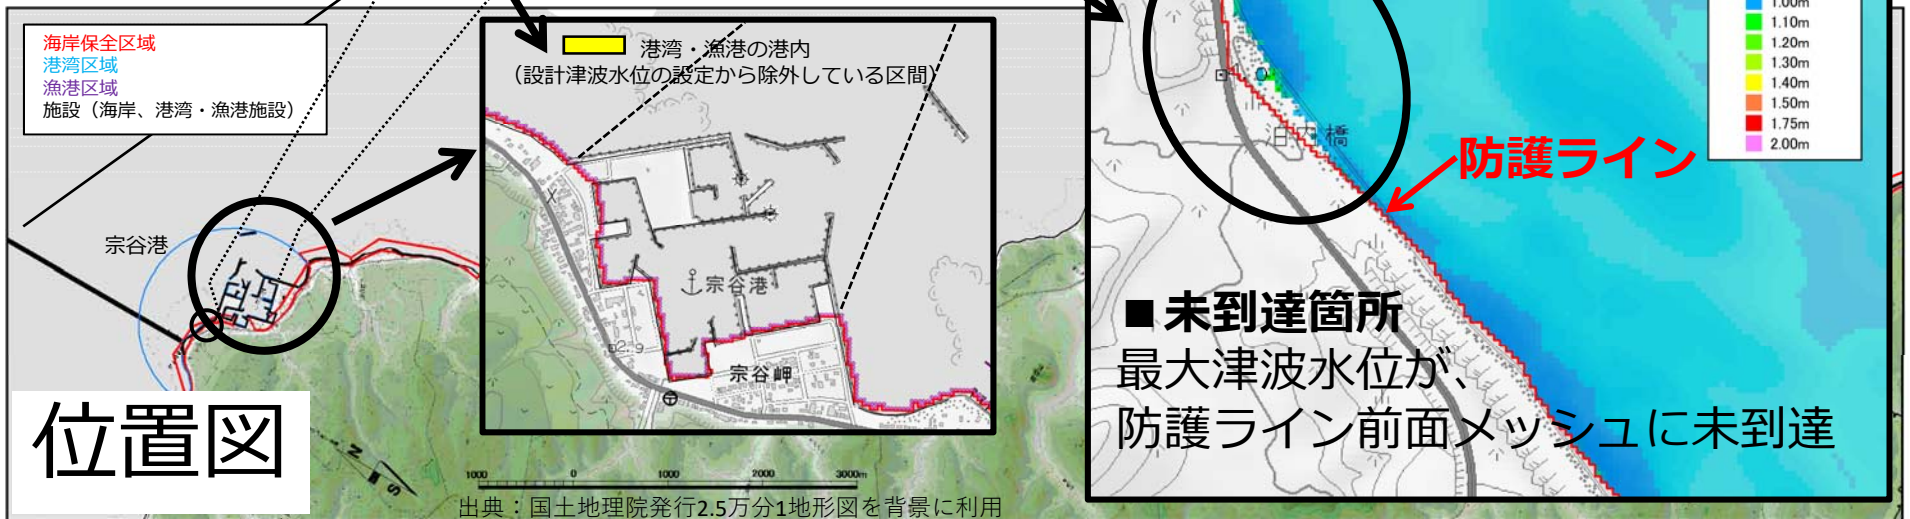 海岸保全区域
港湾区域
漁港区域
施設（海岸、港湾・漁港施設）
宗谷港
位置図
港湾・漁港の港内
（設計津波水位の設定から除外している区間）
宗谷港
2.9
宗谷岬
N
S
1000 0 1000 2000 3000m
出典：国土地理院発行2.5万分1地形図を背景に利用
1.00m
1.10m
1.20m
1.30m
1.40m
1.50m
1.75m
2.00m
泊内橋
防護ライン
■未到達箇所
最大津波水位が、
防護ライン前面メッシュに未到達